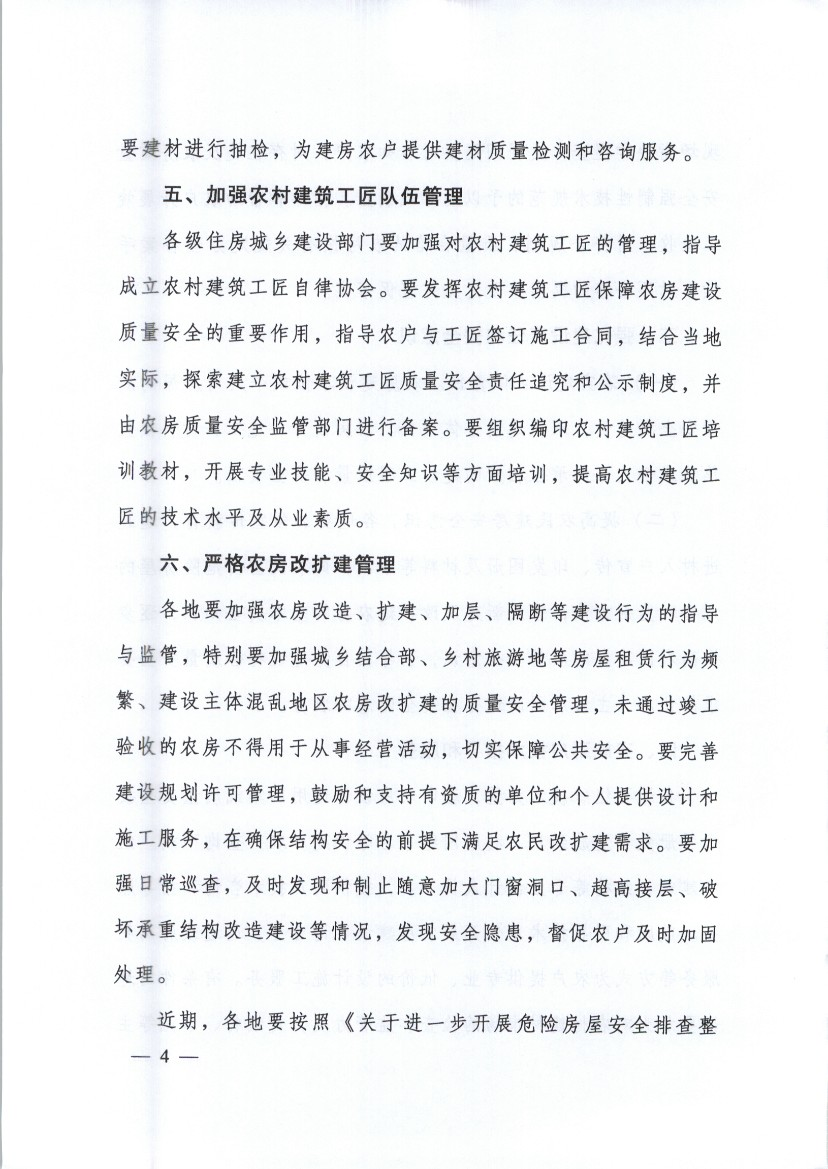 要建材进行抽检，为建房农户提供建材质量检测和咨询服务。
五、加强农村建筑工匠队伍管理
各级住房城乡建设部门要加强对农村建筑工匠的管理，指导
成立农村建筑工匠自律协会。要发挥农村建筑工匠保障农房建设
质量安全的重要作用，指导农户与工匠签订施工合同，结合当地
实际，探索建立农村建筑工匠质量安全责任追究和公示制度，并
由农房质量安全监管部门进行备案。要组织编印农村建筑工匠培
训教材，开展专业技能、安全知识等方面培训，提高农村建筑工
匠的技术水平及从业素质。
六、严格农房改扩建管理
各地要加强农房改造、扩建、加层、隔断等建设行为的指导
与监管，特别要加强城乡结合部、乡村旅游地等房屋租赁行为频
繁、建设主体混乱地区农房改扩建的质量安全管理，未通过竣工
验收的农房不得用于从事经营活动，切实保障公共安全。要完善
建设规划许可管理，鼓励和支持有资质的单位和个人提供设计和
施工服务，在确保结构安全的前提下满足农民改扩建需求。要加
强日常巡查，及时发现和制止随意加大门窗洞口、超高接层、破
坏承重结构改造建设等情况，发现安全隐患，督促农户及时加固
处理。
近期，各地要按照《关于进一步开展危险房屋安全排查整
— 4 —